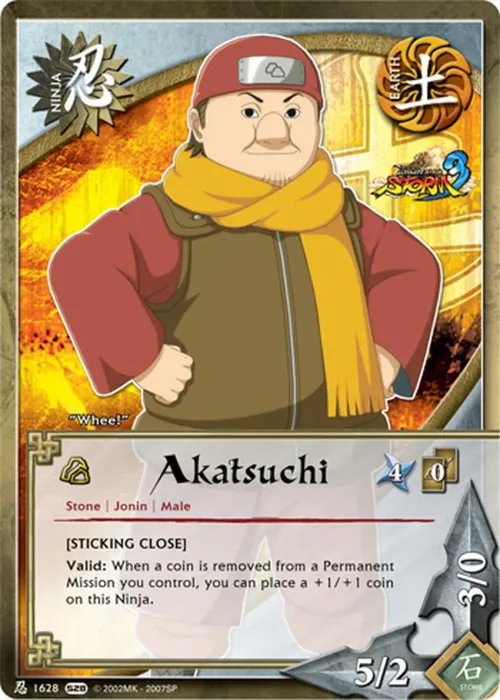 NINJA
忍
EARTH
土
STORM 3
"Whee!"
Akatsuchi
4
0
Stone | Jonin | Male
[STICKING CLOSE]
Valid: When a coin is removed from a Permanent
Mission you control, you can place a +1/+1 coin
on this Ninja.
3/0
5/2
石
STONE
忍 1628 S28 © 2002MK - 2007SP